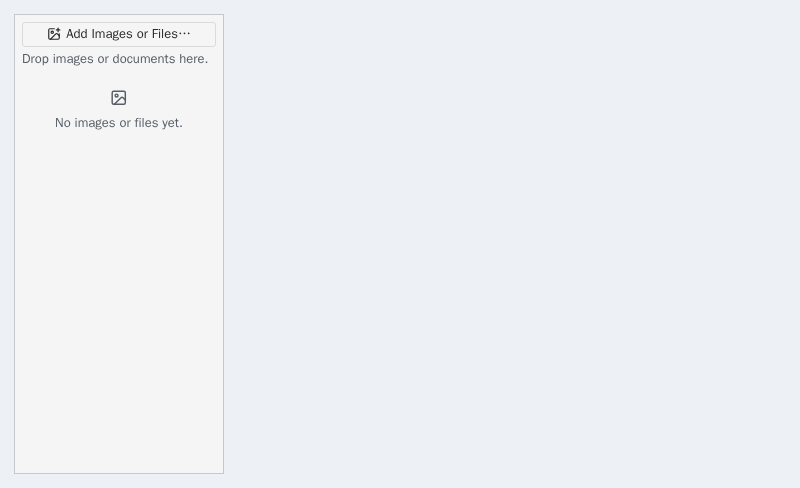 Add Images or Files···
Drop images or documents here.
No images or files yet.